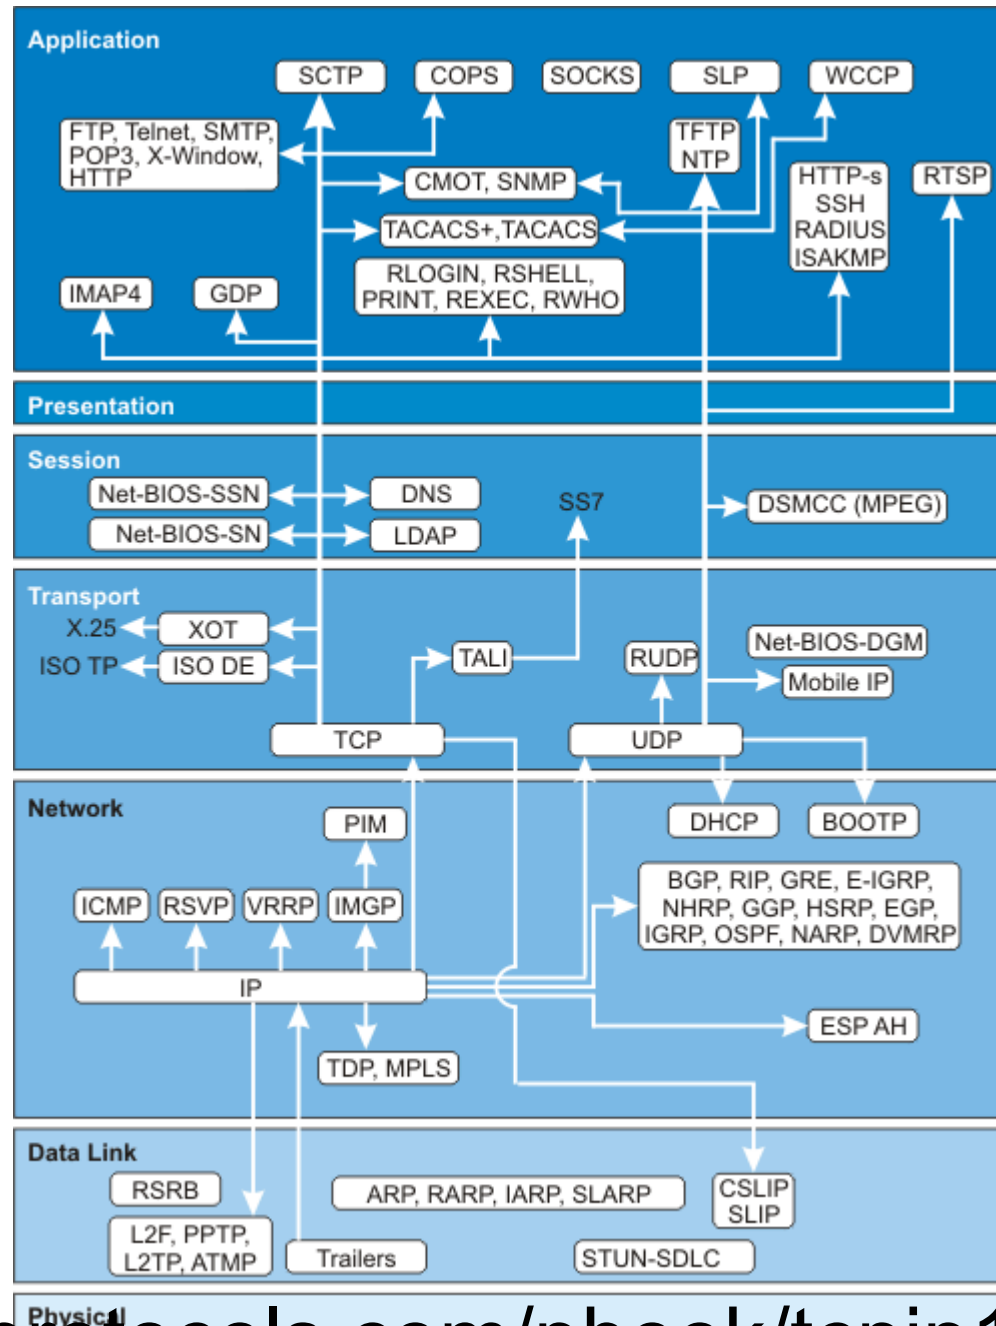 Application
SCTP
COPS
SOCKS
SLP
WCCP
FTP, Telnet, SMTP,
POP3, X-Window,
HTTP
TFTP
NTP
CMOT, SNMP
HTTP-s
SSH
RADIUS
ISAKMP
RTSP
TACACS+,TACACS
RLOGIN, RSHELL,
PRINT, REXEC, RWHO
IMAP4
GDP
Presentation
Session
Net-BIOS-SSN
DNS
SS7
DSMCC (MPEG)
Net-BIOS-SN
LDAP
Transport
X.25
XOT
Net-BIOS-DGM
ISO TP
ISO DE
TALI
RUDP
Mobile IP
TCP
UDP
Network
PIM
DHCP
BOOTP
ICMP
RSVP
VRRP
IMGP
BGP, RIP, GRE, E-IGRP,
NHRP, GGP, HSRP, EGP,
IGRP, OSPF, NARP, DVMRP
IP
ESP AH
TDP, MPLS
Data Link
RSRB
ARP, RARP, IARP, SLARP
CSLIP
SLIP
L2F, PPTP,
L2TP, ATMP
Trailers
STUN-SDLC
Physical